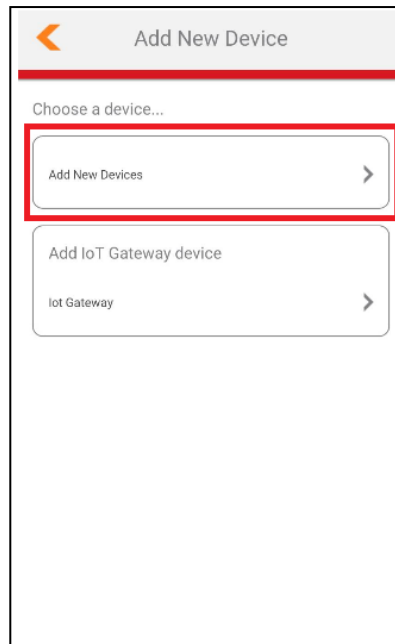 Add New Device
Choose a device...
Add New Devices
Add IoT Gateway device
Iot Gateway